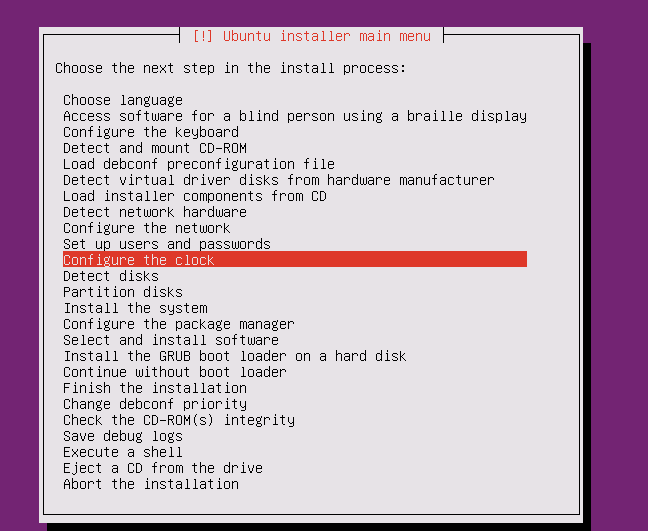 [!] Ubuntu installer main menu
Choose the next step in the install process:
Choose language
Access software for a blind person using a braille display
Configure the keyboard
Detect and mount CD-ROM
Load debconf preconfiguration file
Detect virtual driver disks from hardware manufacturer
Load installer components from CD
Detect network hardware
Configure the network
Set up users and passwords
Configure the clock
Detect disks
Partition disks
Install the system
Configure the package manager
Select and install software
Install the GRUB boot loader on a hard disk
Continue without boot loader
Finish the installation
Change debconf priority
Check the CD-ROM(s) integrity
Save debug logs
Execute a shell
Eject a CD from the drive
Abort the installation